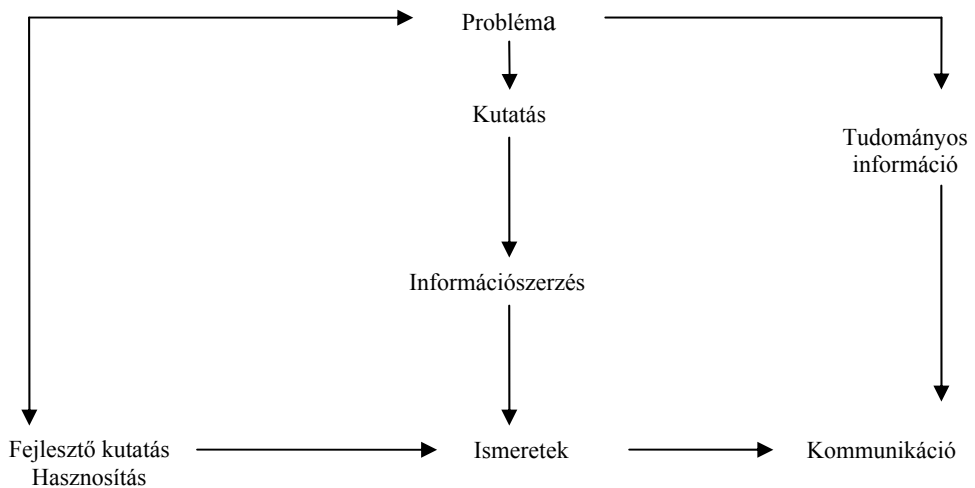 Probléma
Kutatás
Tudományos
információ
Információszerzés
Fejlesztő kutatás
Hasznosítás
Ismeretek
Kommunikáció